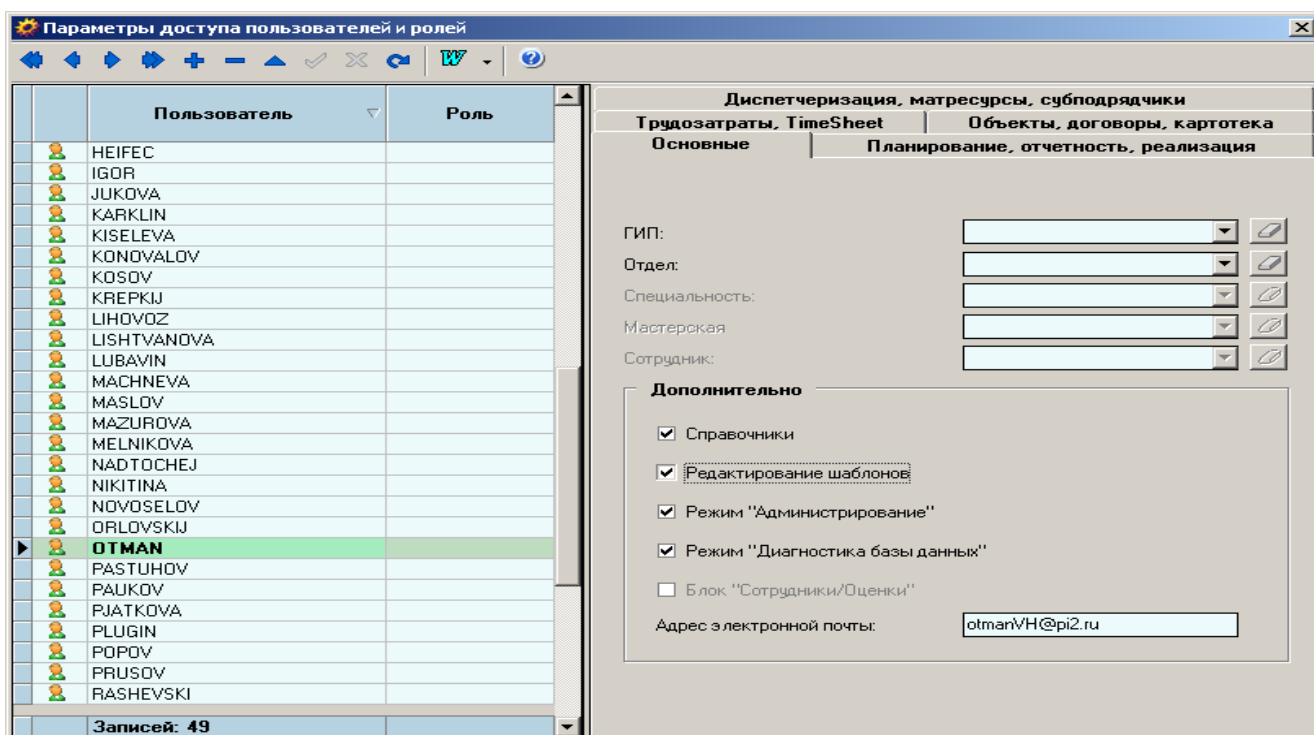 Параметры доступа пользователей и ролей
W
?
Пользователь Роль
HEIFEC
IGOR
JUKOVA
KARKLIN
KISELEVA
KONOVALOV
KOSOV
KREPKIJ
LIHOVOZ
LISHTVANOVA
LUBAVIN
MACHNEVA
MASLOV
MAZUROVA
MELNIKOVA
NADTOCHEJ
NIKITINA
NOVOSELOV
ORLOVSKIJ
OTMAN
PASTUHOV
PAUKOV
PJATKOVA
PLUGIN
POPOV
PRUSOV
RASHEVSKI
Записей: 49
Диспетчеризация, матресурсы, субподрядчики
Трудозатраты, TimeSheet Объекты, договоры, картотека
Основные Планирование, отчетность, реализация
ГИП:
Отдел:
Специальность:
Мастерская
Сотрудник:
Дополнительно
Справочники
Редактирование шаблонов
Режим "Администрирование"
Режим "Диагностика базы данных"
Блок "Сотрудники/Оценки"
Адрес электронной почты: otmanVH@pi2.ru